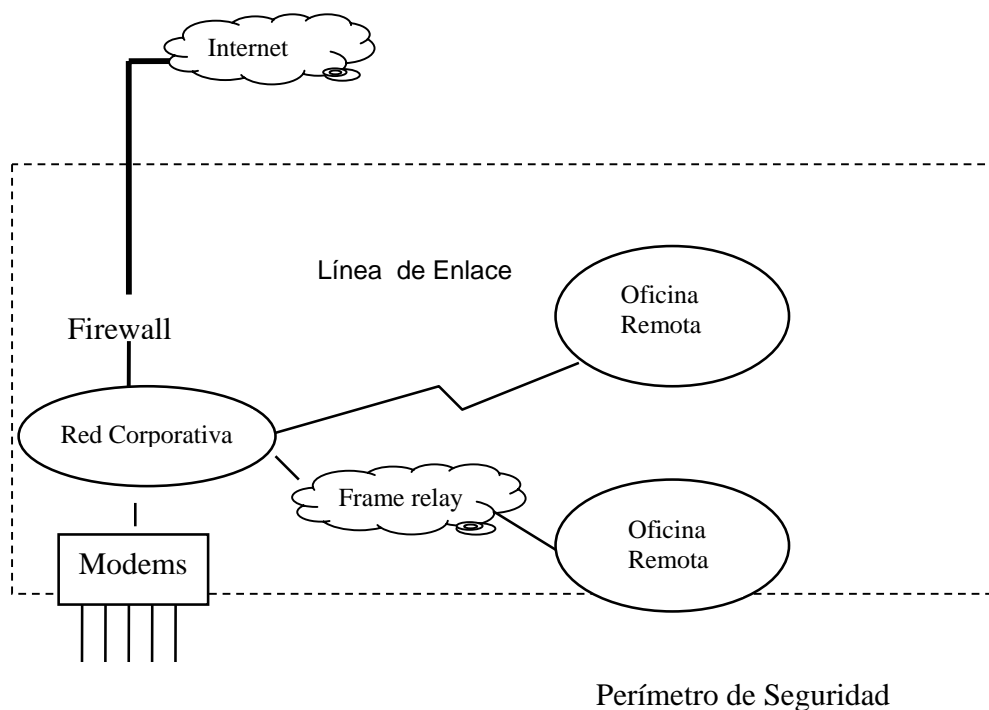 Internet
Línea de Enlace
Oficina
Remota
Firewall
Red Corporativa
Frame relay
Oficina
Remota
Modems
Perímetro de Seguridad